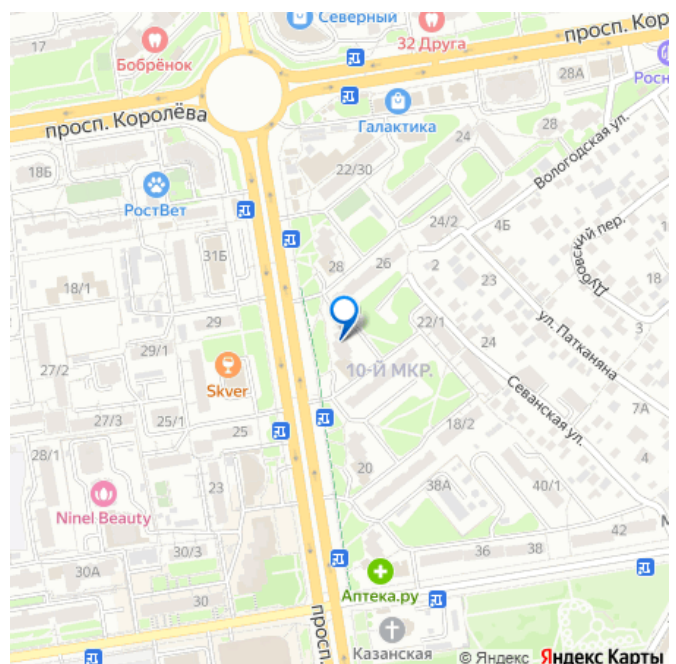 17
Северный
Бобрёнок
32 Друга
просп. Кор
28А
Росн
просп. Королёва
Галактика
24
28
Вологодская ул.
18Б
22/30
РостВет
24/2
4Б
Дубовский пер.
31Б
28
26
2
23
18
18/1
ул. Патканяна
3
29
22/1
24
29/1
27/2
Skver
10-Й МКР.
Севанская ул.
7А
27/3
25/1
25
18/2
4
28/1
20
23
38А
40/1
Ninel Beauty
42
М
30/3
36
38
30А
Аптека.ру
30
просп.
Казанская
© Яндекс Яндекс Карты